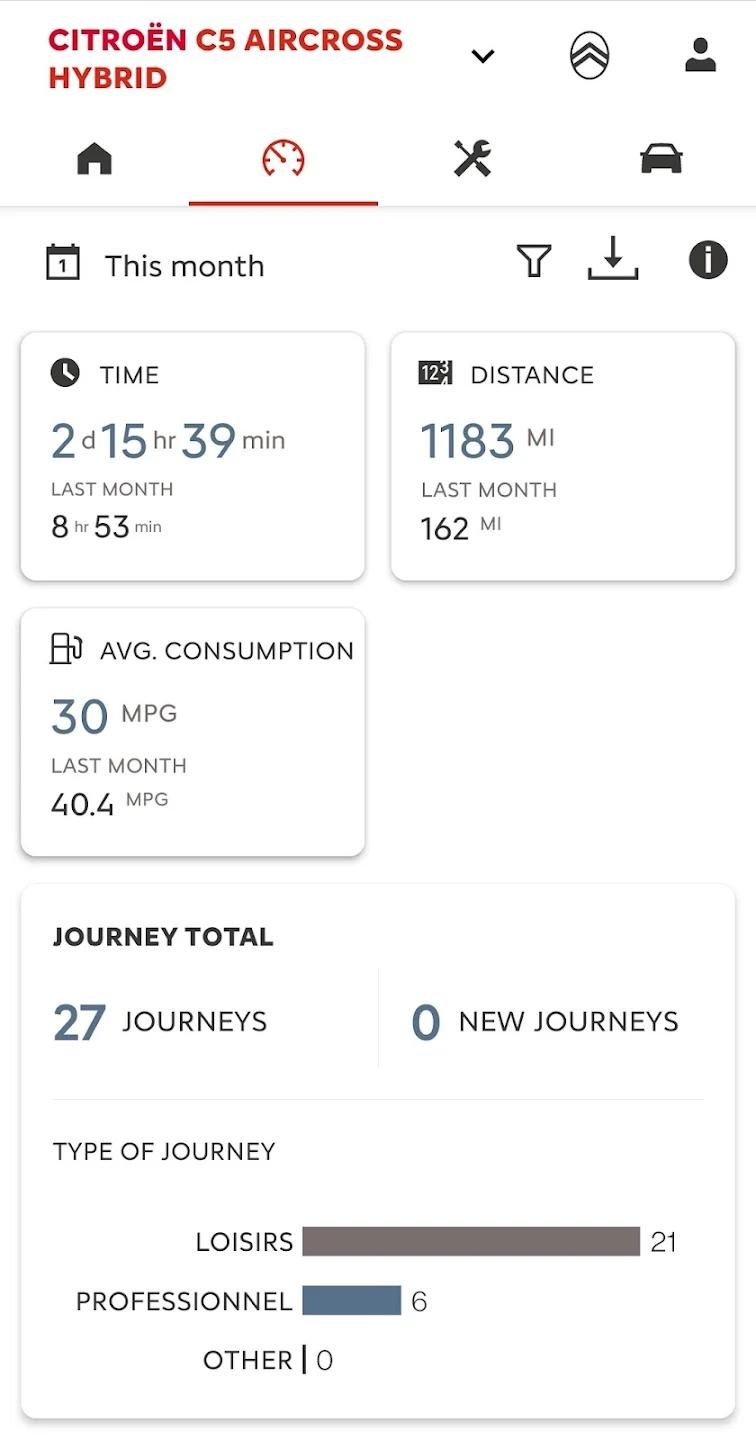 CITROËN C5 AIRCROSS
HYBRID
1 This month
TIME
2 d 15 hr 39 min
LAST MONTH
8 hr 53 min
DISTANCE
1183 MI
LAST MONTH
162 MI
AVG. CONSUMPTION
30 MPG
LAST MONTH
40.4 MPG
JOURNEY TOTAL
27 JOURNEYS
0 NEW JOURNEYS
TYPE OF JOURNEY
LOISIRS 21
PROFESSIONNEL 6
OTHER 0